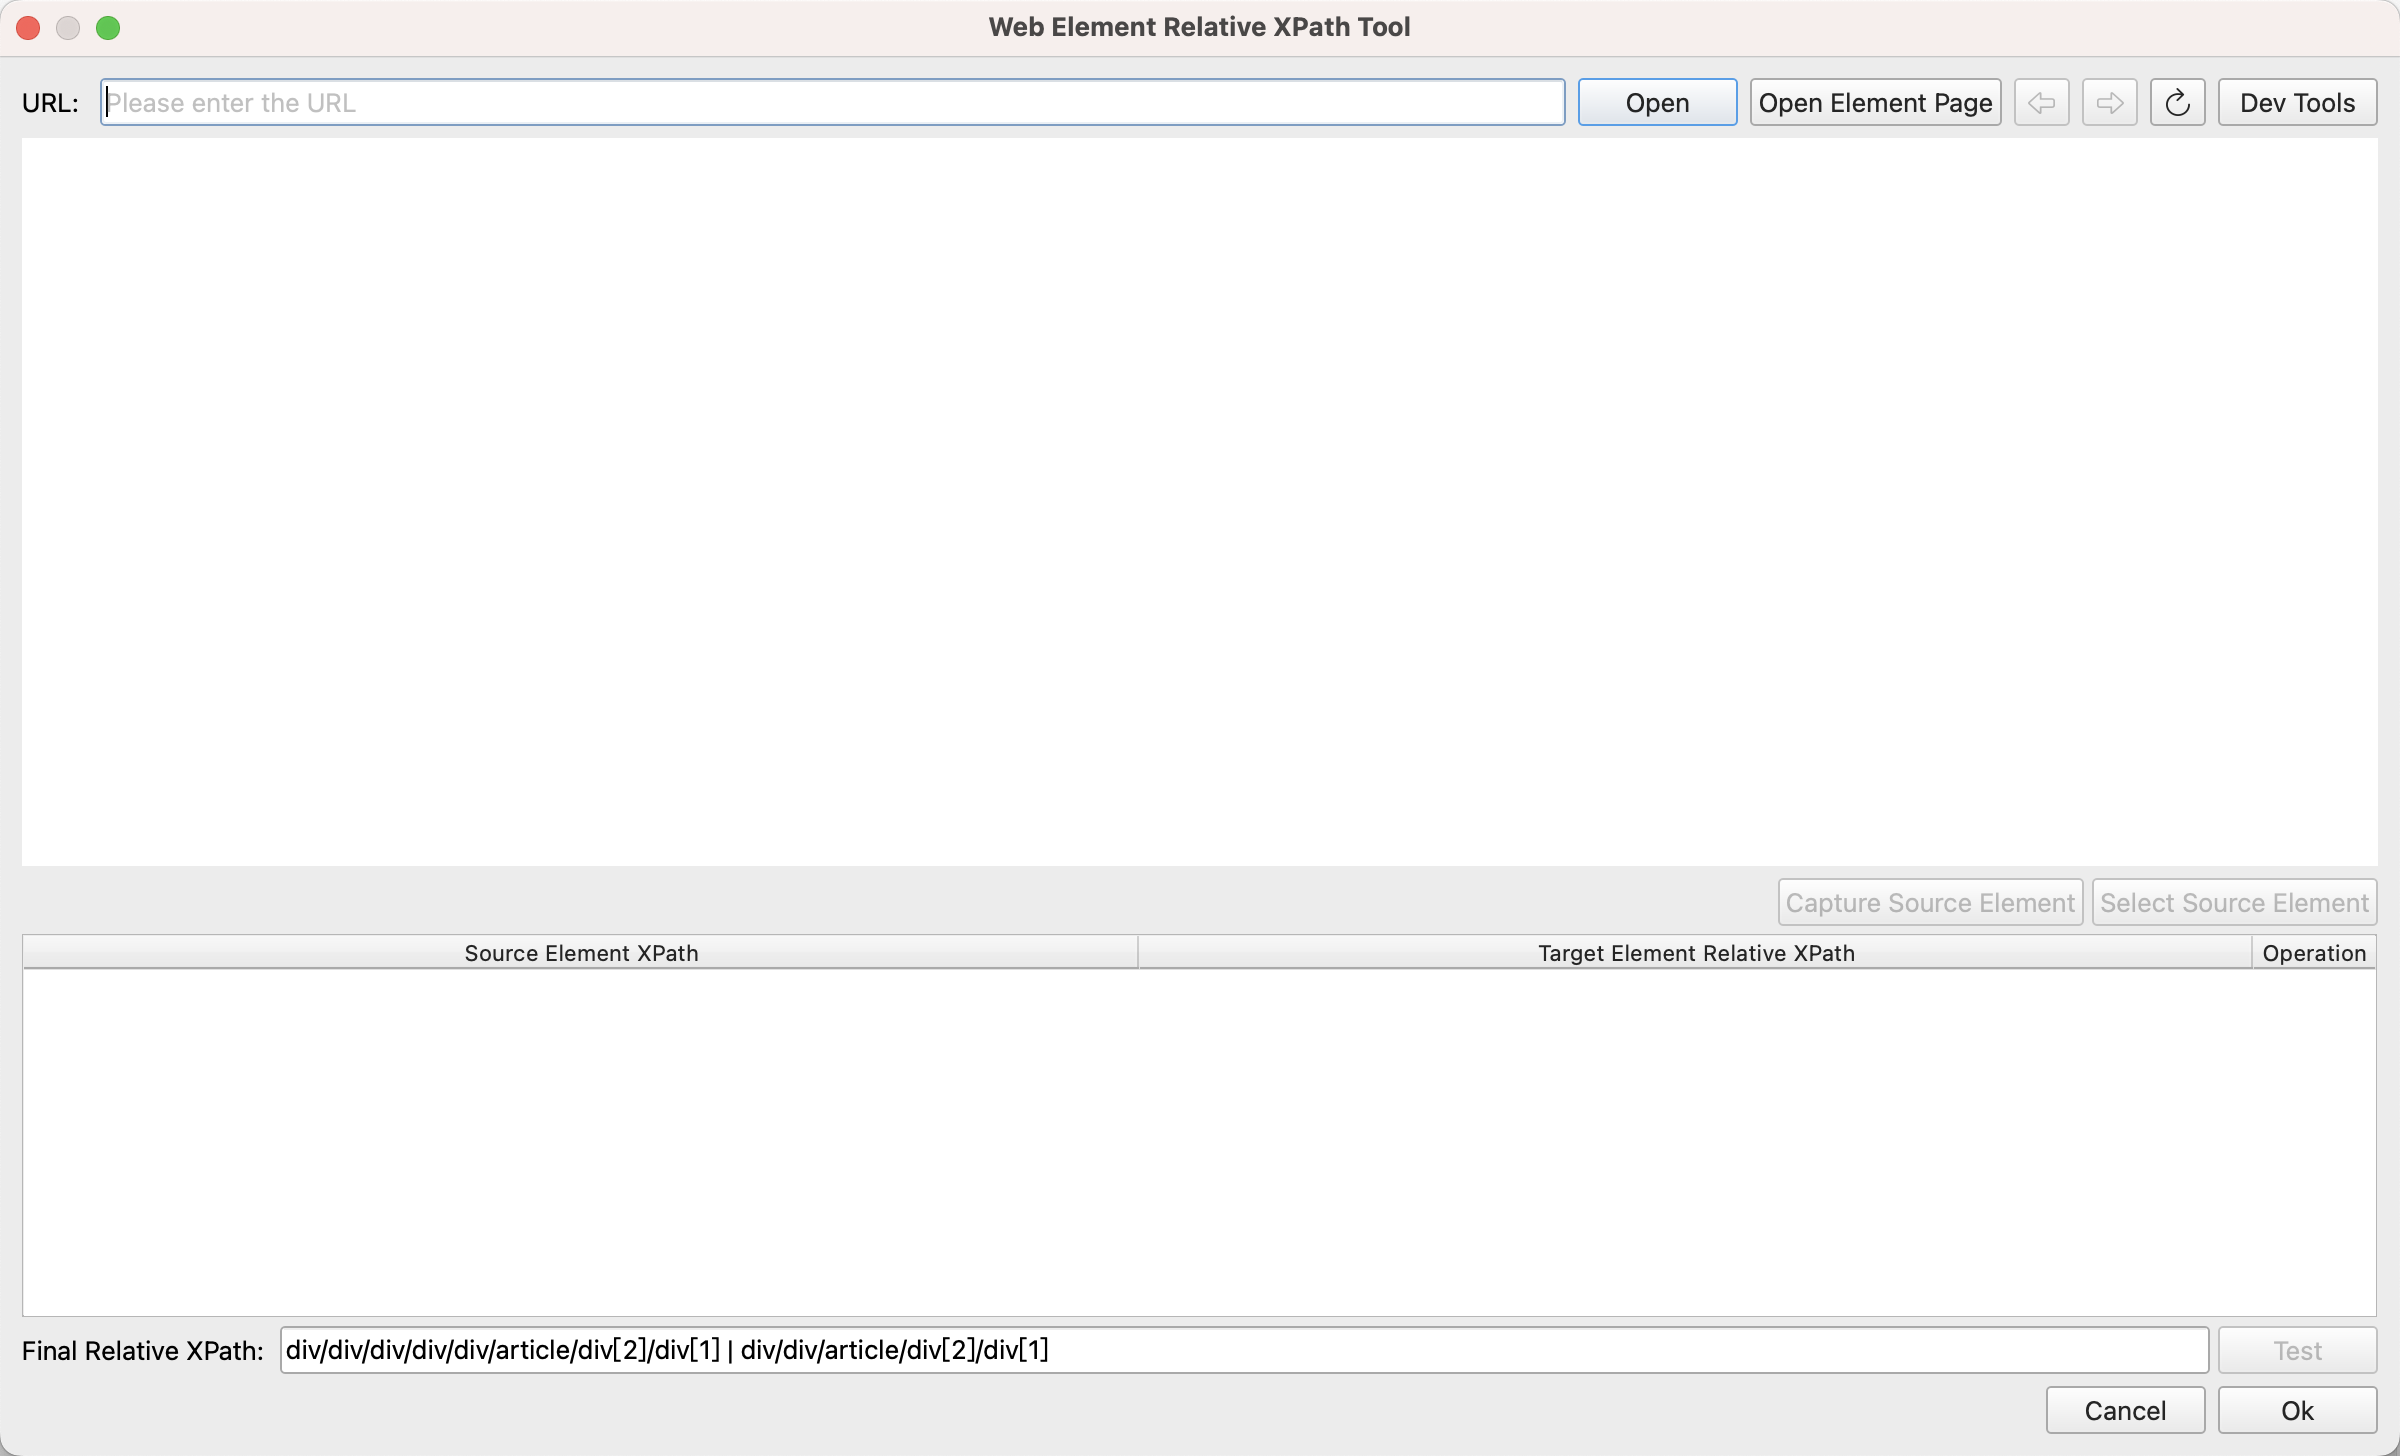 Web Element Relative XPath Tool
URL: Please enter the URL Open Open Element Page Dev Tools
Capture Source Element Select Source Element
Source Element XPath Target Element Relative XPath Operation
Final Relative XPath: div/div/div/div/div/article/div[2]/div[1] | div/div/article/div[2]/div[1] Test
Cancel Ok